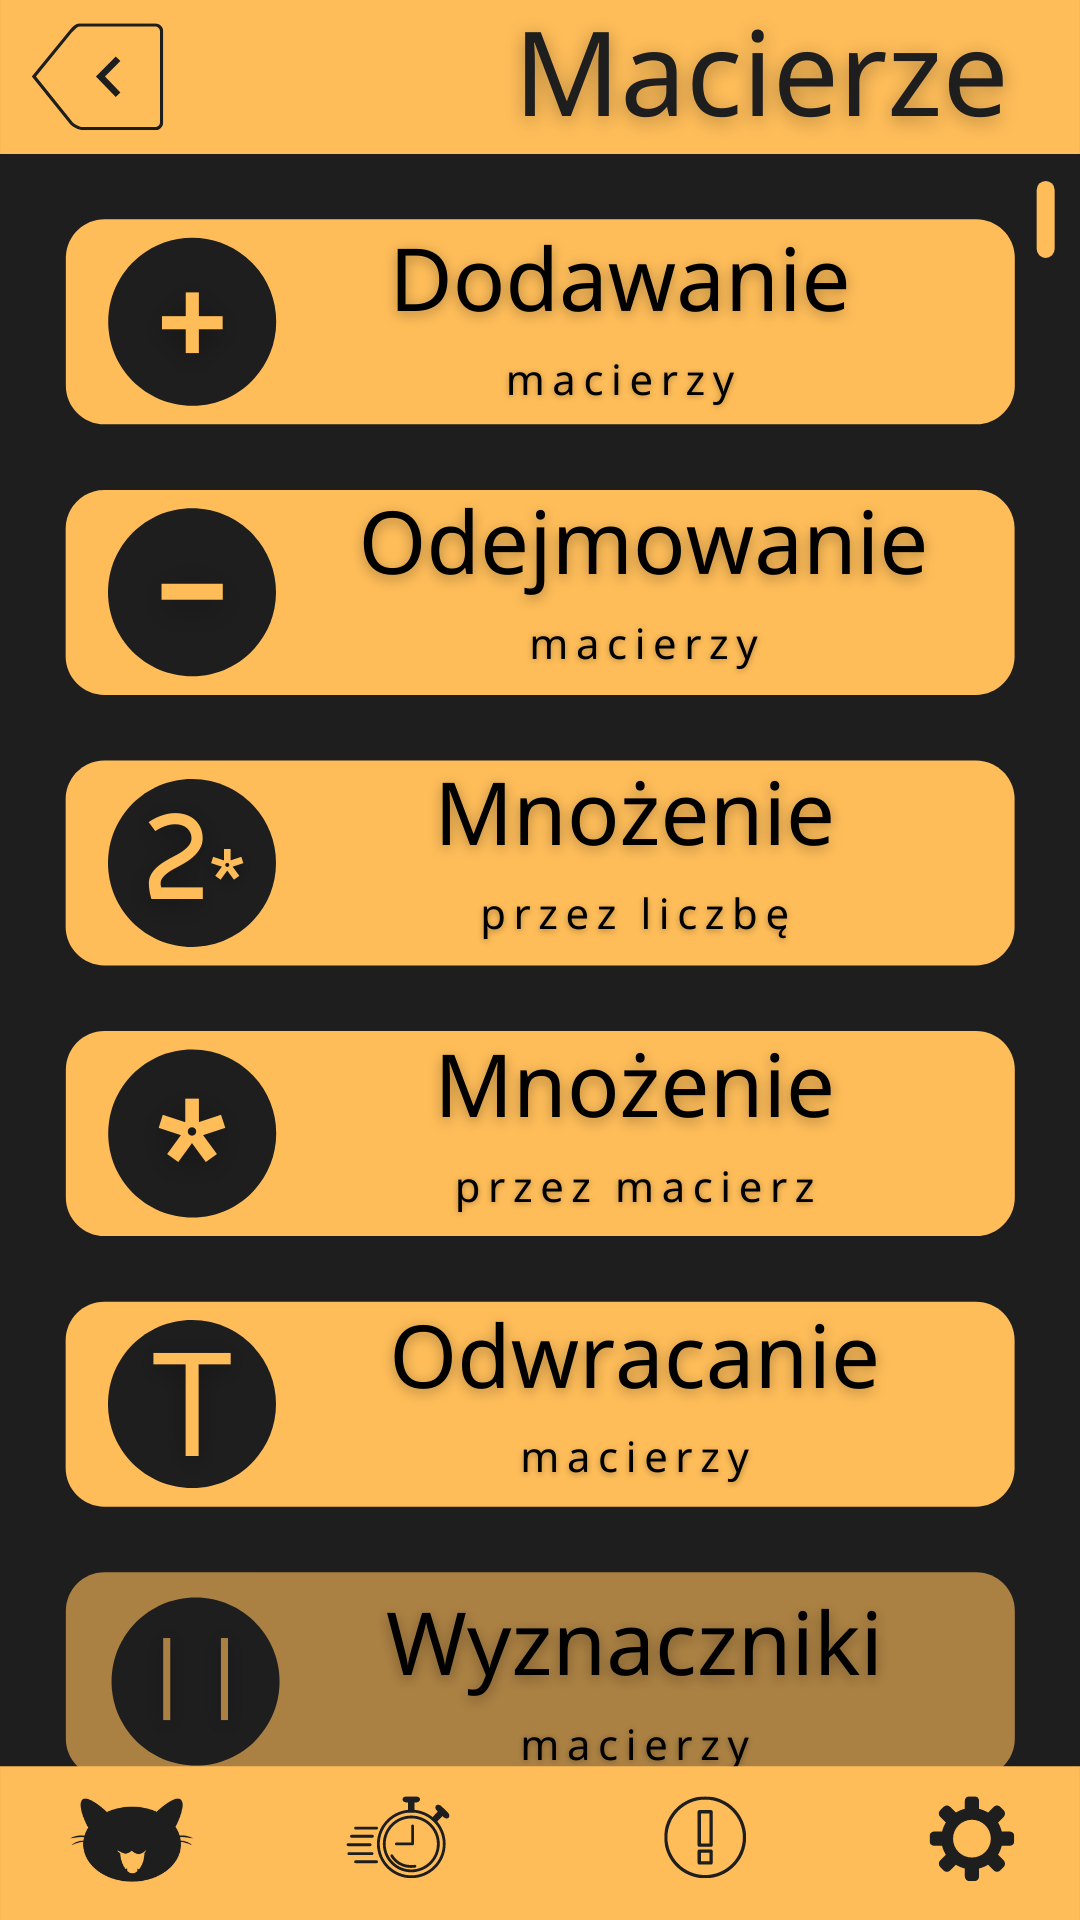 Macierze
+
Dodawanie
macierzy
−
Odejmowanie
macierzy
2*
Mnożenie
przez liczbę
*
Mnożenie
przez macierz
T
Odwracanie
macierzy
| |
Wyznaczniki
macierzy